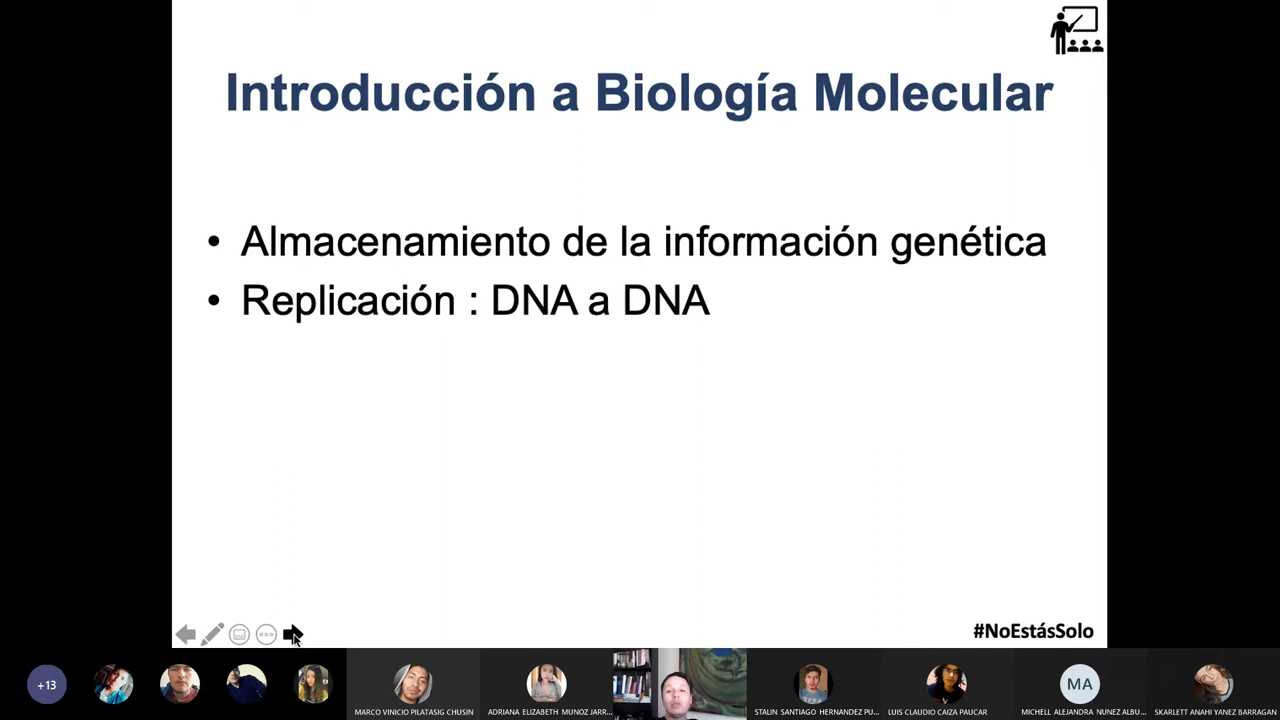 Introducción a Biología Molecular
• Almacenamiento de la información genética
• Replicación : DNA a DNA
#NoEstásSolo
+13
MARCO VINICIO PILATASIG CHUSIN
ADRIANA ELIZABETH MUNOZ JARR...
STALIN SANTIAGO HERNANDEZ PU...
LUIS CLAUDIO CAIZA PAUCAR
MA
MICHELL ALEJANDRA NUNEZ ALBU...
SKARLETT ANAHI YANEZ BARRAGAN